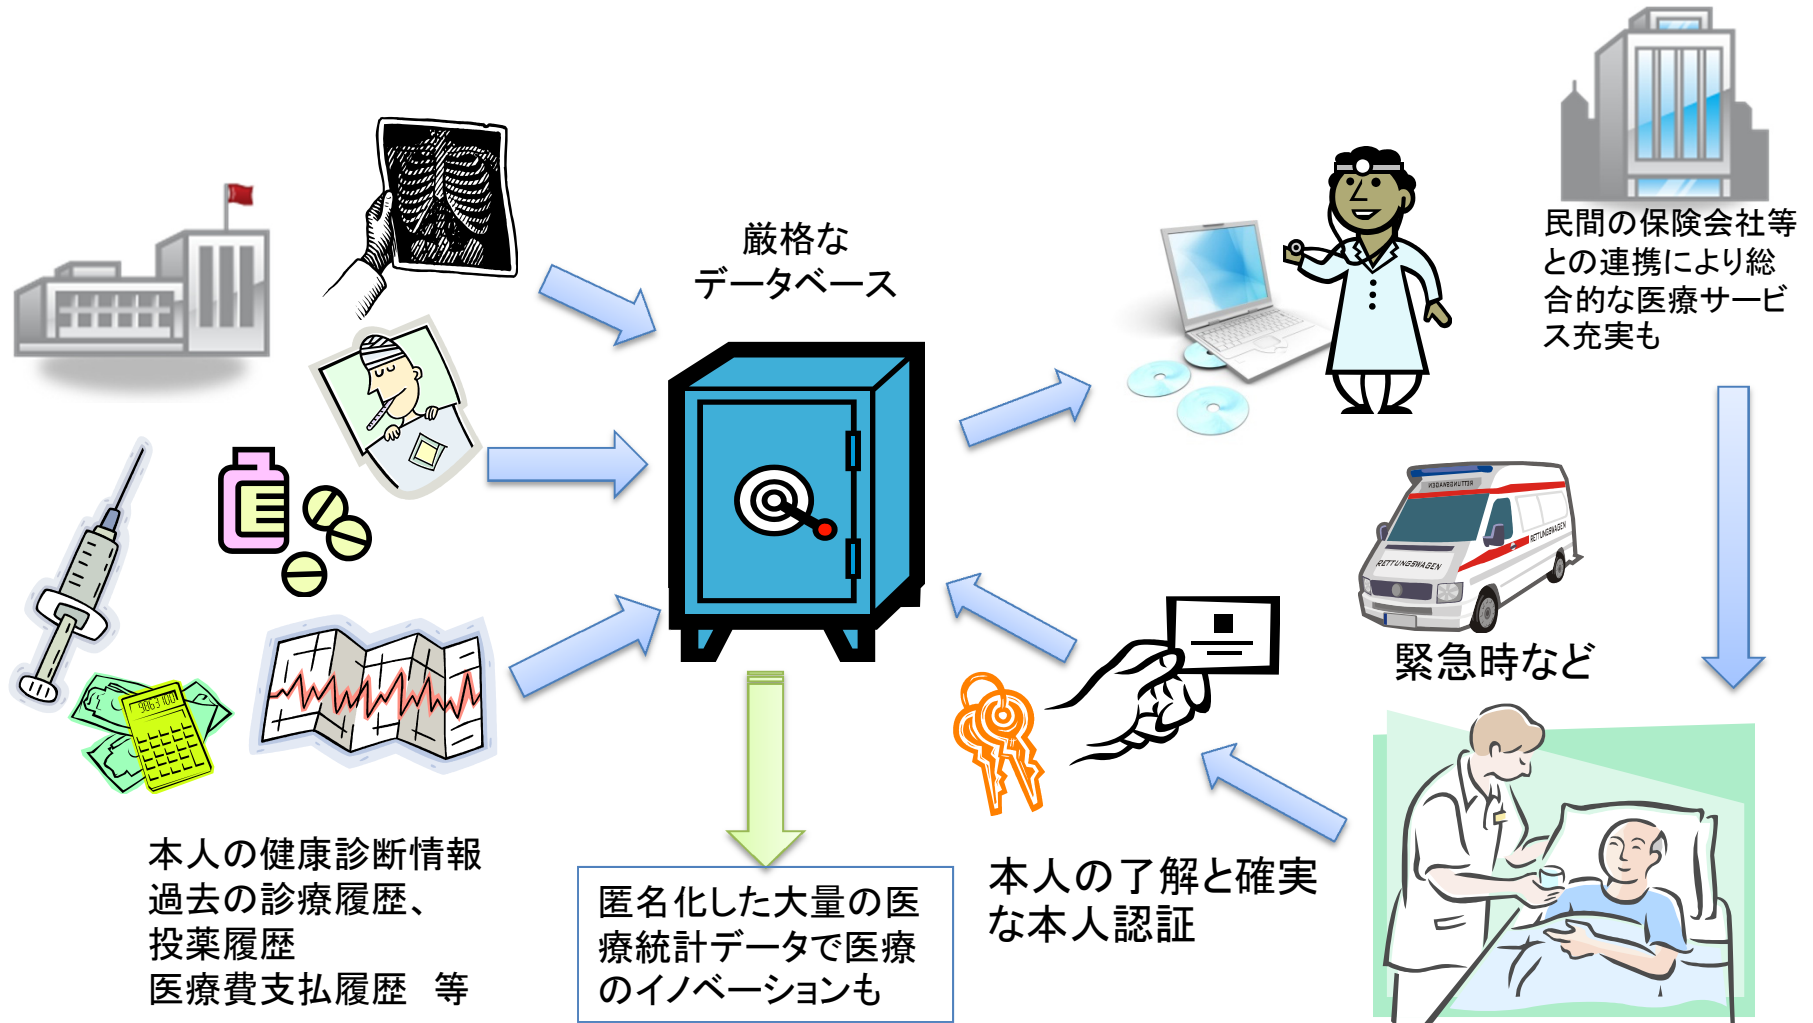 厳格な
データベース
民間の保険会社等
との連携により総
合的な医療サービ
ス充実も
RETTUNGSWAGEN
RETTUNGSWAGEN
RETTUNGSWAGEN
緊急時など
本人の健康診断情報
過去の診療履歴、
投薬履歴
医療費支払履歴　等
匿名化した大量の医
療統計データで医療
のイノベーションも
本人の了解と確実
な本人認証